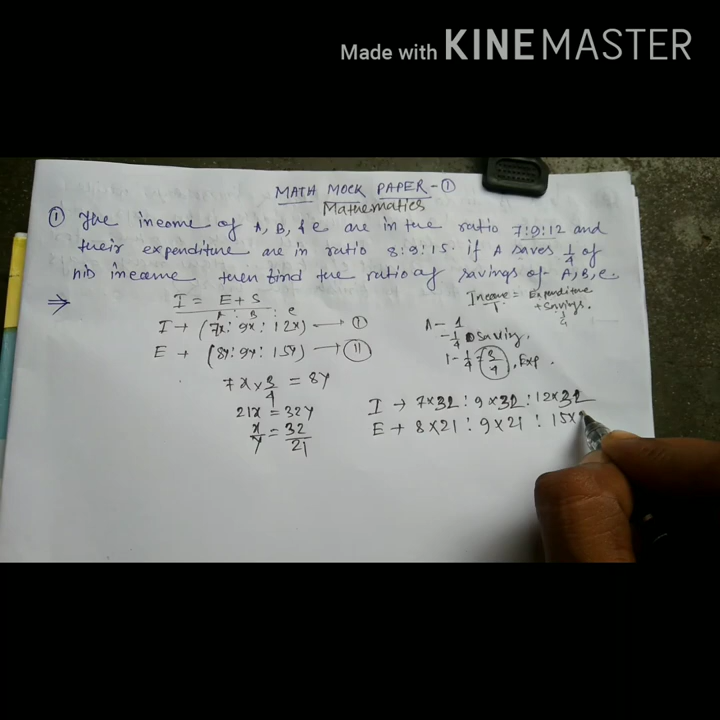 Made with KINEMASTER
MATH MOCK PAPER - ①
Mathematics
① The income of A, B, & C are in the ratio 7:9:12 and
their expenditure are in ratio 8:9:15. if A saves 1/4 of
his income then find the ratio of savings of A, B, C.
⇒ I = E + S
Income = Expenditure
+ Savings.
I
1/4
A : B : C
I → (7x : 9x : 12x) → ①
E → (8y : 9y : 15y) → ⑪
A - 1
- 1/4 Saving.
1 - 1/4 = 3/4, Exp.
7x × 3/4 = 8y
21x = 32y
x/y = 32/21
I → 7×32 : 9×32 : 12×32
E → 8×21 : 9×21 : 15×